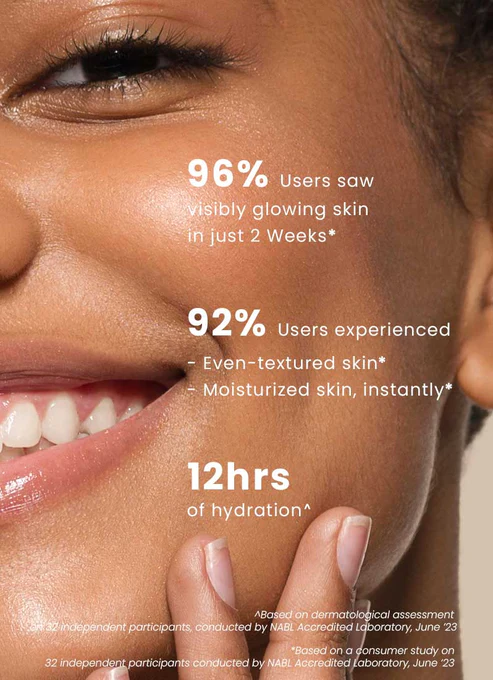 96% Users saw
visibly glowing skin
in just 2 Weeks*
92% Users experienced
- Even-textured skin*
- Moisturized skin, instantly*
12hrs
of hydration^
^Based on dermatological assessment
on 32 independent participants, conducted by NABL Accredited Laboratory, June '23
*Based on a consumer study on
32 independent participants conducted by NABL Accredited Laboratory, June '23